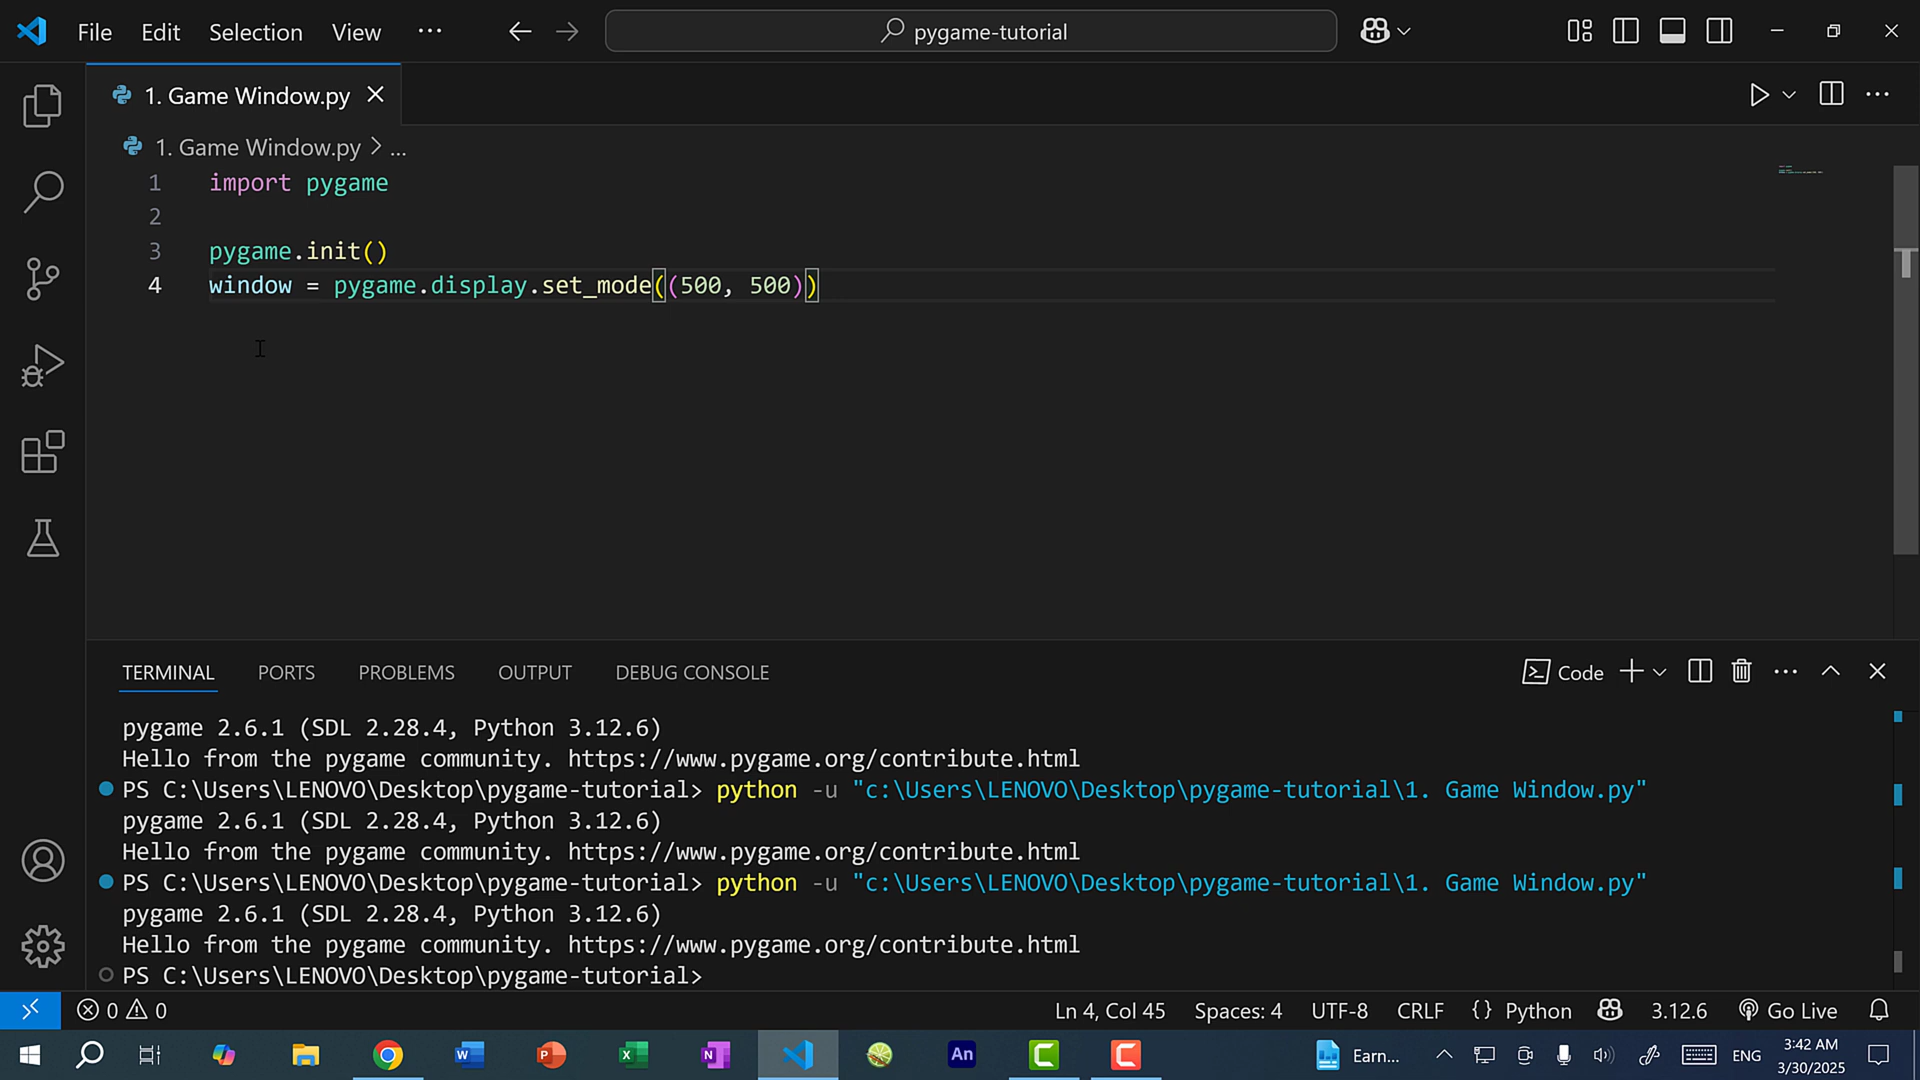 File Edit Selection View ··· pygame-tutorial
1. Game Window.py
1. Game Window.py > ...
1 import pygame
2
3 pygame.init()
4 window = pygame.display.set_mode((500, 500))
TERMINAL PORTS PROBLEMS OUTPUT DEBUG CONSOLE Code
pygame 2.6.1 (SDL 2.28.4, Python 3.12.6)
Hello from the pygame community. https://www.pygame.org/contribute.html
PS C:\Users\LENOVO\Desktop\pygame-tutorial> python -u "c:\Users\LENOVO\Desktop\pygame-tutorial\1. Game Window.py"
pygame 2.6.1 (SDL 2.28.4, Python 3.12.6)
Hello from the pygame community. https://www.pygame.org/contribute.html
PS C:\Users\LENOVO\Desktop\pygame-tutorial> python -u "c:\Users\LENOVO\Desktop\pygame-tutorial\1. Game Window.py"
pygame 2.6.1 (SDL 2.28.4, Python 3.12.6)
Hello from the pygame community. https://www.pygame.org/contribute.html
PS C:\Users\LENOVO\Desktop\pygame-tutorial>
0 0 Ln 4, Col 45 Spaces: 4 UTF-8 CRLF {} Python 3.12.6 Go Live
W P X N An C C Earn... ENG 3:42 AM
3/30/2025